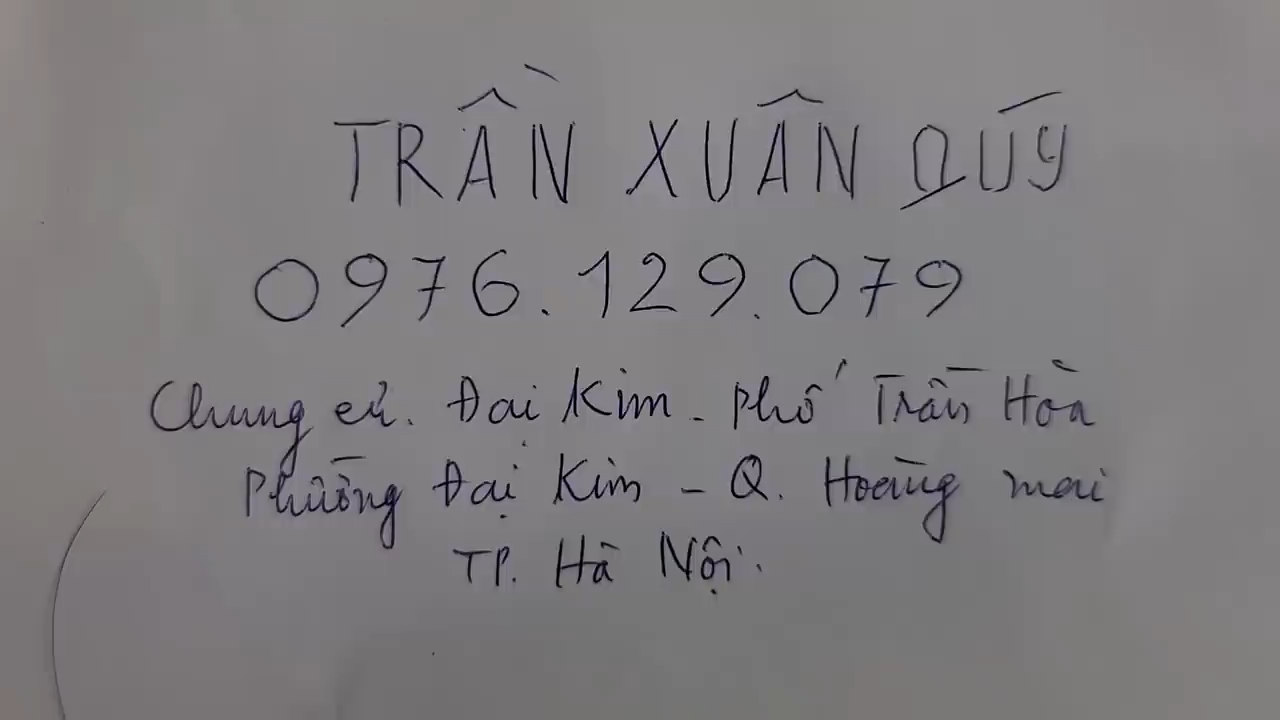 TRẦN XUÂN QUÝ
0976.129.079
Chung cư. Đại Kim - Phố Trần Hòa
Phường Đại Kim - Q. Hoàng mai
TP. Hà Nội.